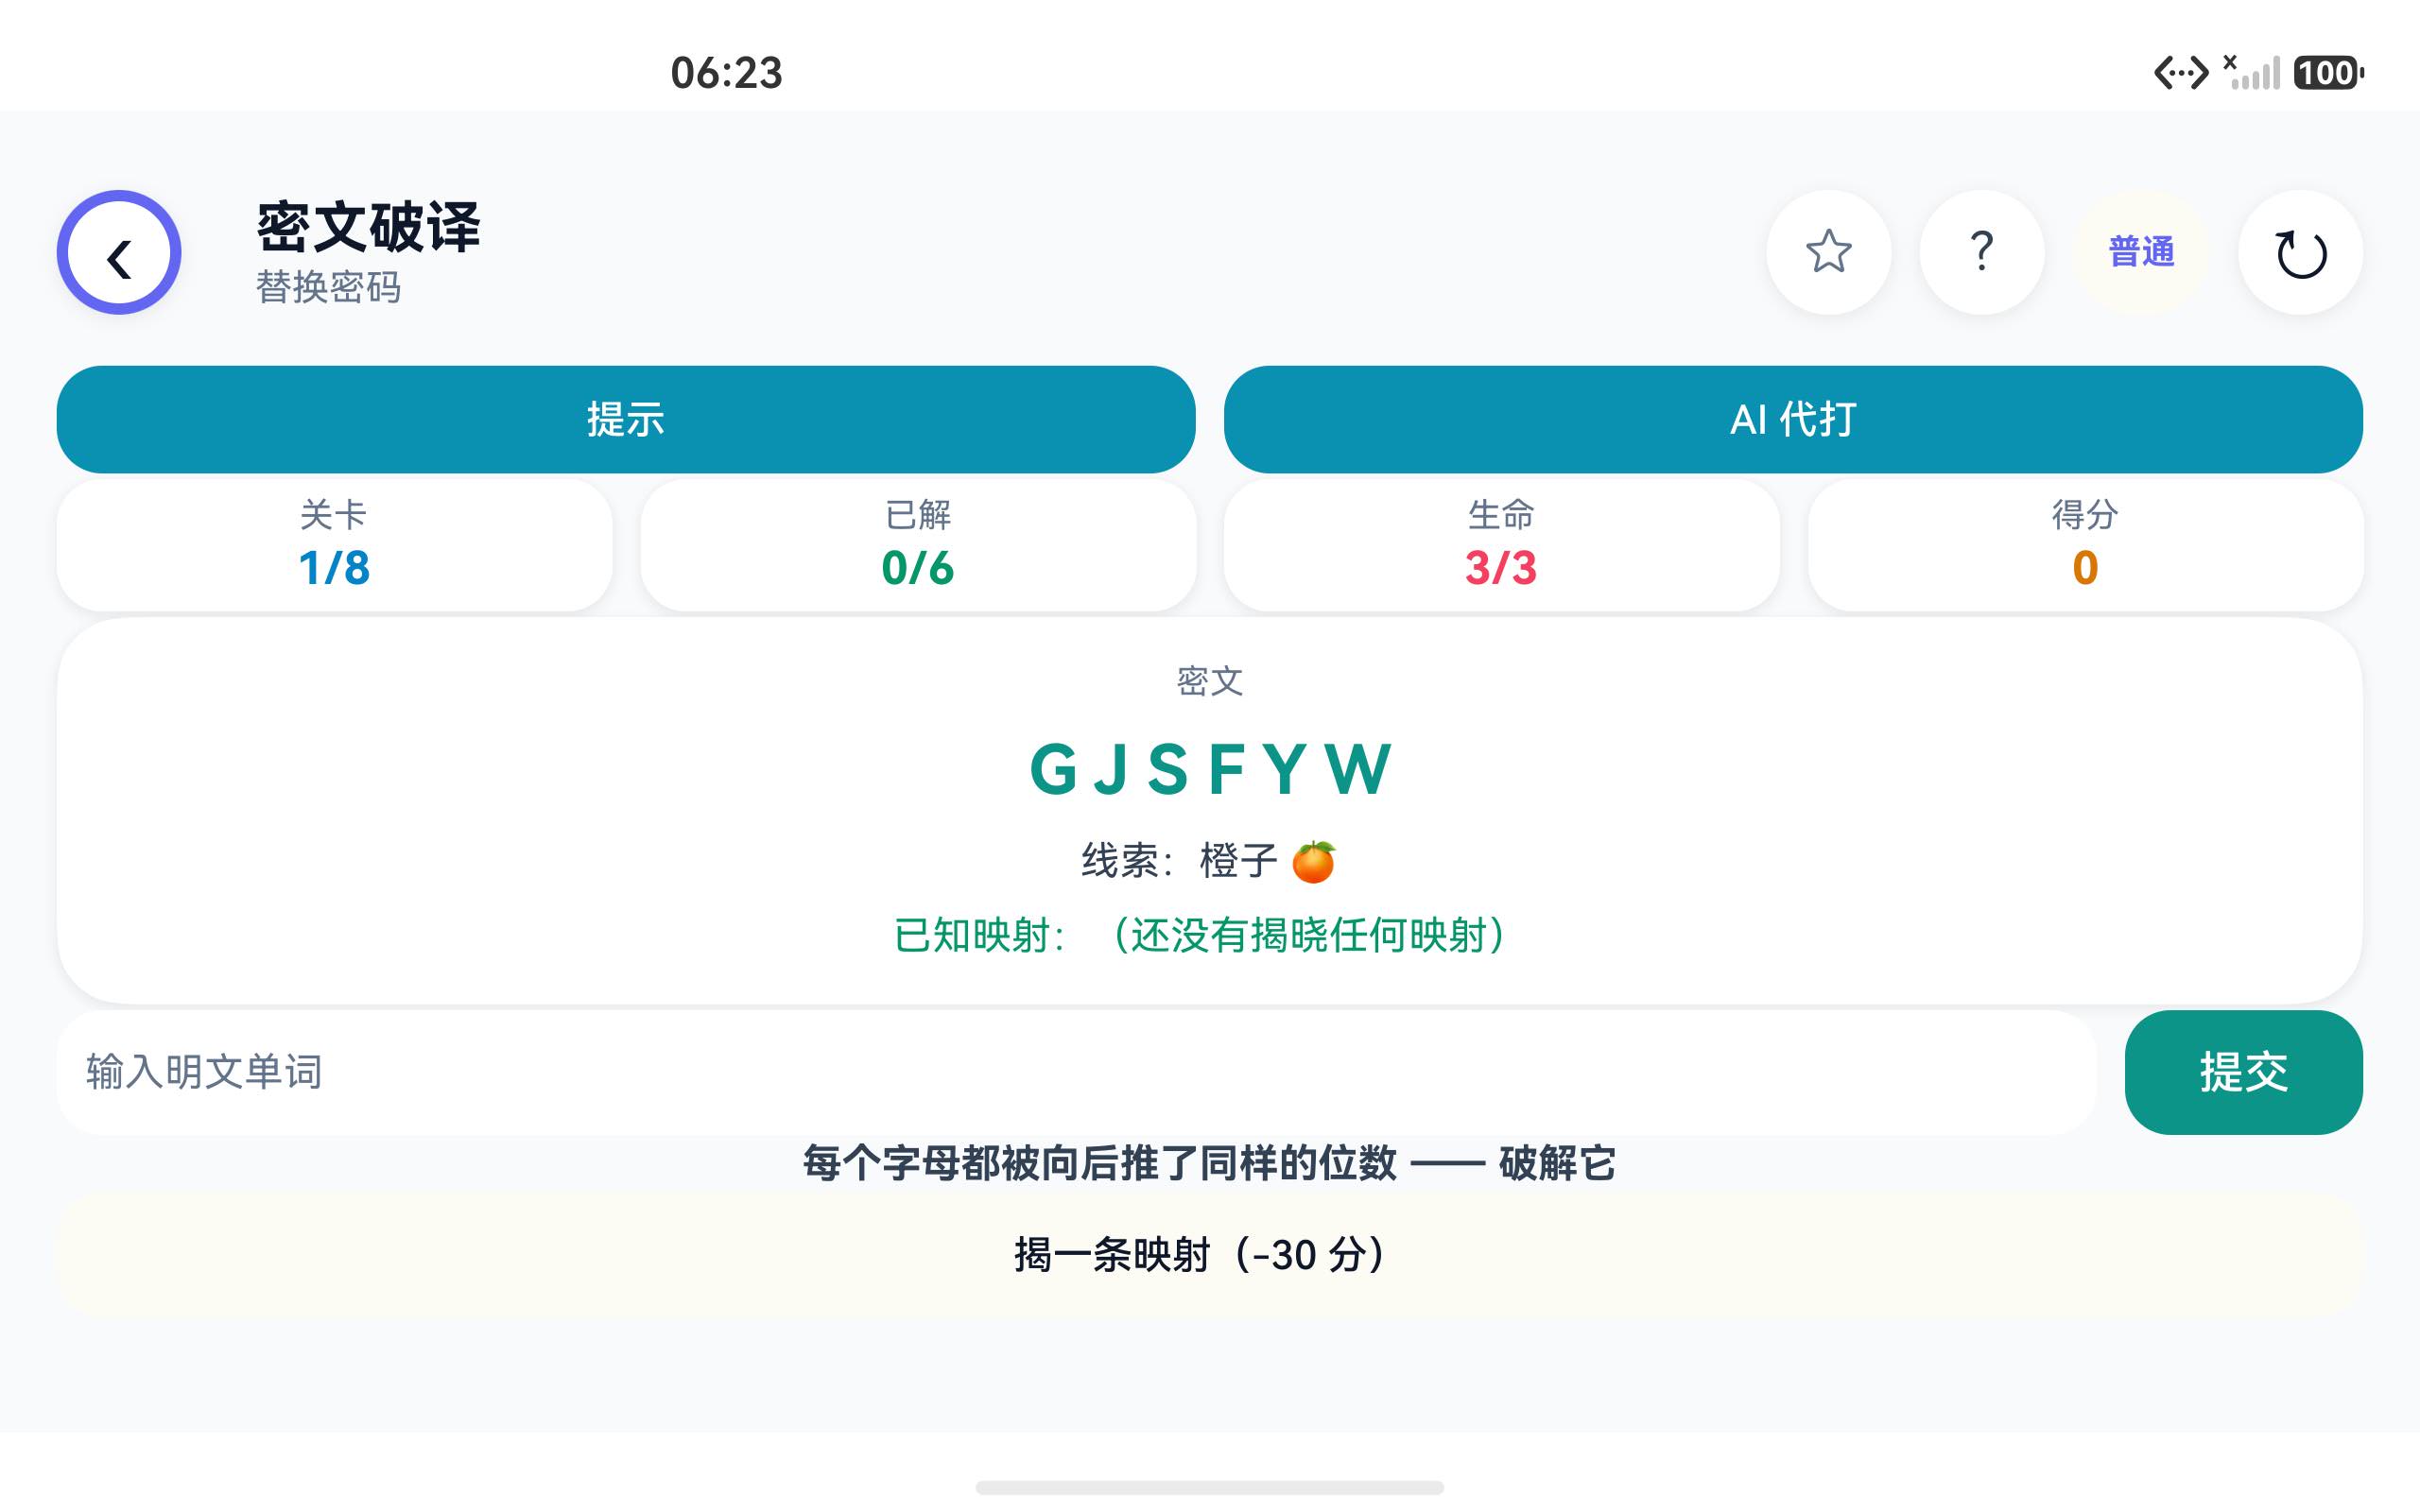 06:23
100
密文破译
替换密码
?
普通
提示
AI 代打
关卡
1/8
已解
0/6
生命
3/3
得分
0
密文
G J S F Y W
线索：橙子 🍊
已知映射：（还没有揭晓任何映射）
输入明文单词
提交
每个字母都被向后推了同样的位数 —— 破解它
揭一条映射（-30 分）